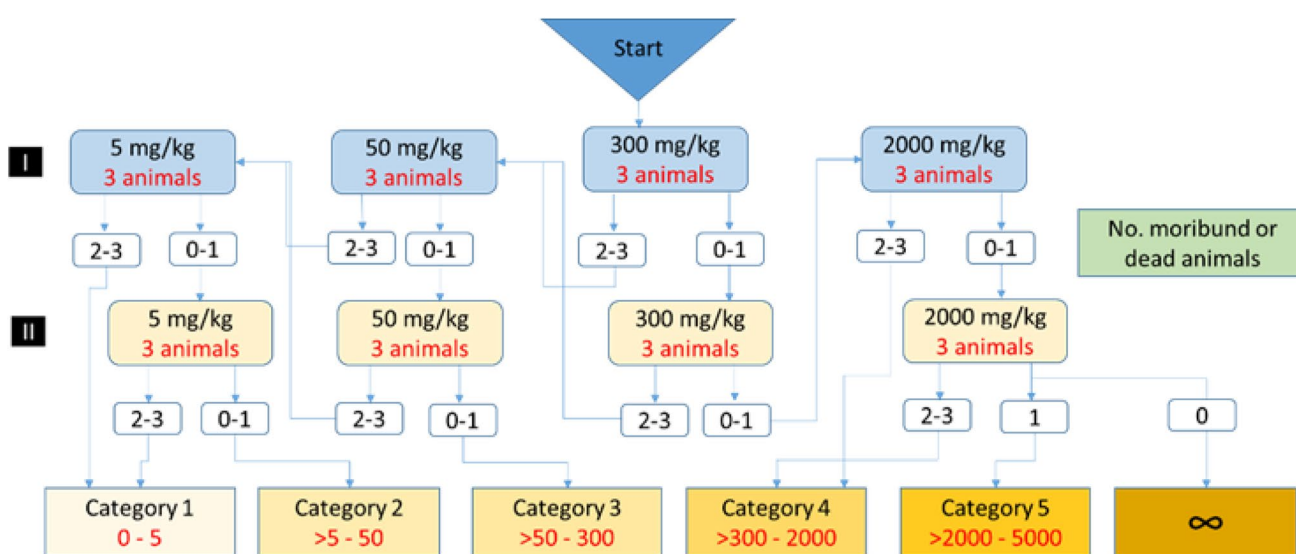 Start
I
5 mg/kg
3 animals
50 mg/kg
3 animals
300 mg/kg
3 animals
2000 mg/kg
3 animals
2-3
0-1
2-3
0-1
2-3
0-1
2-3
0-1
No. moribund or
dead animals
II
5 mg/kg
3 animals
50 mg/kg
3 animals
300 mg/kg
3 animals
2000 mg/kg
3 animals
2-3
0-1
2-3
0-1
2-3
0-1
2-3
1
0
Category 1
0 - 5
Category 2
>5 - 50
Category 3
>50 - 300
Category 4
>300 - 2000
Category 5
>2000 - 5000
∞